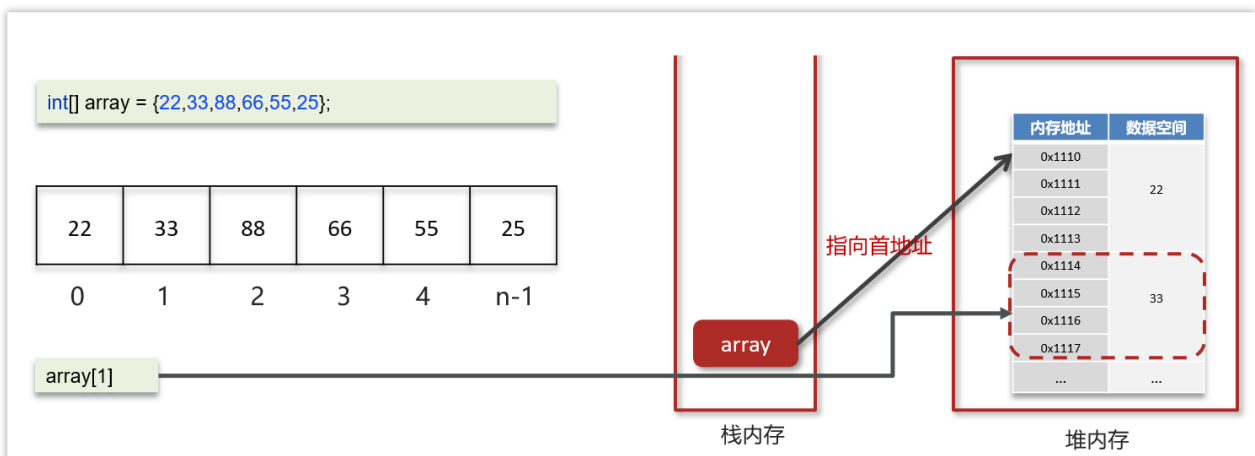 int[] array = {22,33,88,66,55,25};
22 33 88 66 55 25
0 1 2 3 4 n-1
array[1]
array
栈内存
指向首地址
内存地址 数据空间
0x1110
0x1111
22
0x1112
0x1113
0x1114
0x1115
33
0x1116
0x1117
... ...
堆内存